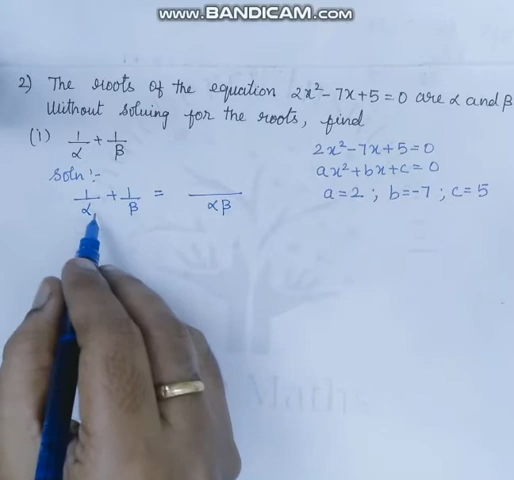 www.BANDICAM.com
2) The roots of the equation 2x² - 7x + 5 = 0 are α and β
Without solving for the roots, find
(i) 1/α + 1/β
2x² - 7x + 5 = 0
Soln :-
ax² + bx + c = 0
a = 2 ; b = -7 ; c = 5
1/α + 1/β = ―/αβ
Maths